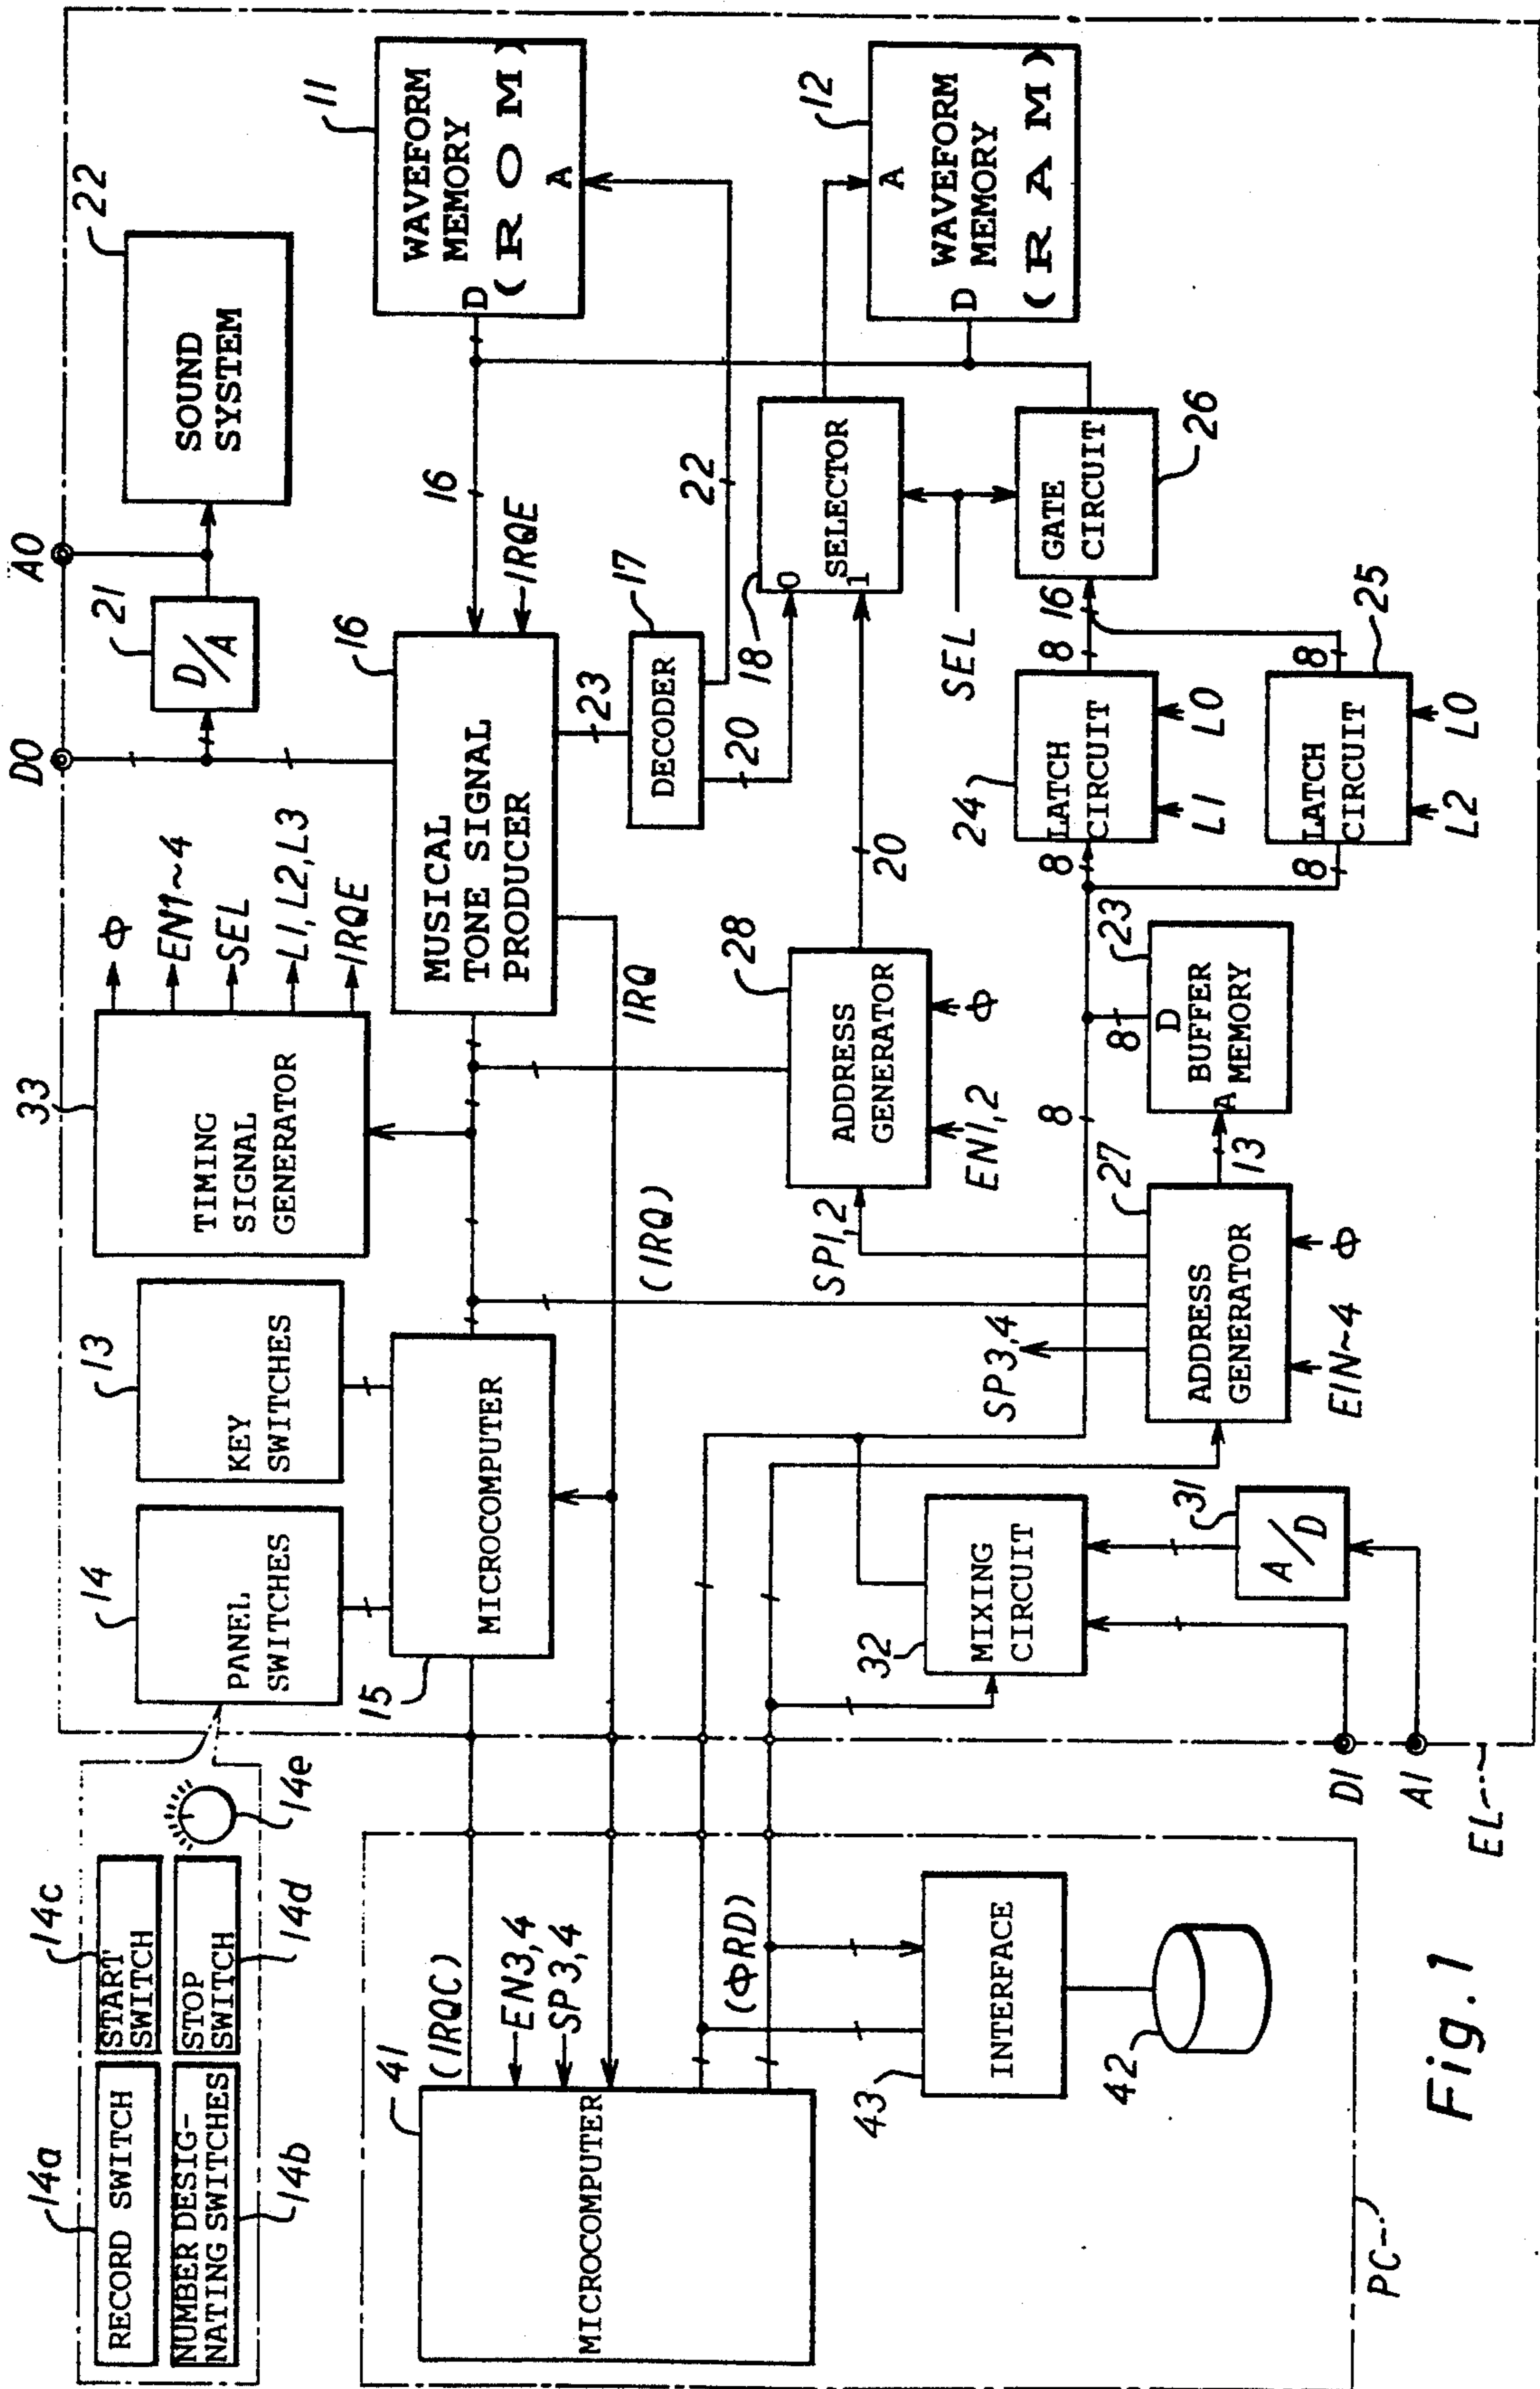 14a
RECORD SWITCH
14c
START
SWITCH
NUMBER DESIG-
NATING SWITCHES
14b
STOP
SWITCH
14d
14e
14
PANEL
SWITCHES
13
KEY
SWITCHES
33
TIMING
SIGNAL
GENERATOR
Φ
EN1~4
SEL
L1, L2, L3
IRQE
DO
AO
21
D/A
22
SOUND
SYSTEM
41
MICROCOMPUTER
(IRQC)
EN3,4
SP3,4
(ΦRD)
15
MICROCOMPUTER
(IRQ)
IRQ
16
MUSICAL
TONE SIGNAL
PRODUCER
16
IRQE
11
WAVEFORM
MEMORY
(ROM)
D
A
23
17
DECODER
20
22
18
0
1
SELECTOR
12
WAVEFORM
MEMORY
(RAM)
D
A
SP1,2
28
ADDRESS
GENERATOR
EN1,2
Φ
20
SEL
GATE
CIRCUIT
26
43
INTERFACE
42
32
MIXING
CIRCUIT
31
A/D
SP3,4
27
ADDRESS
GENERATOR
EIN~4
Φ
13
8
8
23
D
BUFFER
A MEMORY
8
24
LATCH
CIRCUIT
L1
L0
8
16
8
LATCH
CIRCUIT
L2
L0
8
25
DI
AI
EL
PC
Fig. 1